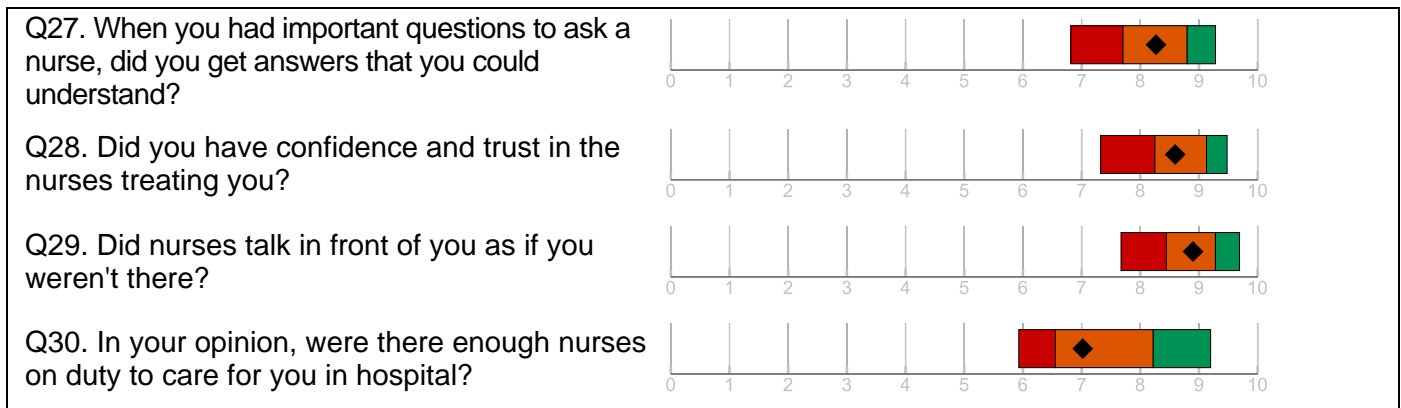 Q27. When you had important questions to ask a
nurse, did you get answers that you could
understand?
0 1 2 3 4 5 6 7 8 9 10
Q28. Did you have confidence and trust in the
nurses treating you?
0 1 2 3 4 5 6 7 8 9 10
Q29. Did nurses talk in front of you as if you
weren't there?
0 1 2 3 4 5 6 7 8 9 10
Q30. In your opinion, were there enough nurses
on duty to care for you in hospital?
0 1 2 3 4 5 6 7 8 9 10